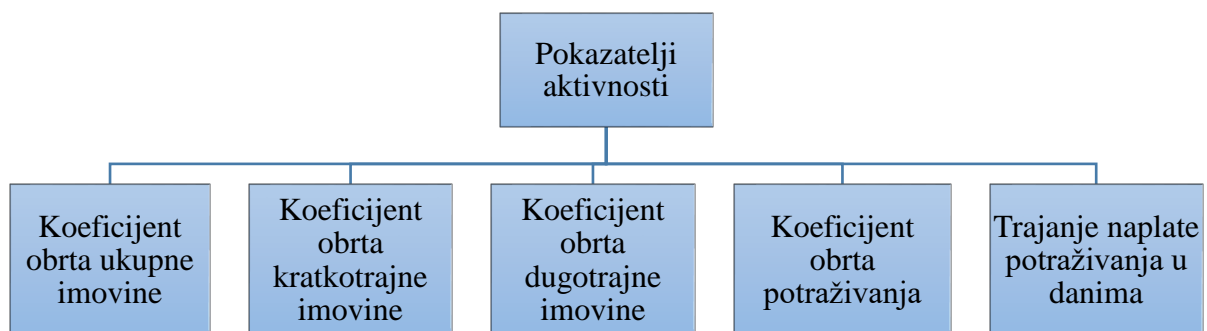 Pokazatelji
aktivnosti
Koeficijent
obrta ukupne
imovine
Koeficijent
obrta
kratkotrajne
imovine
Koeficijent
obrta
dugotrajne
imovine
Koeficijent
obrta
potraživanja
Trajanje naplate
potraživanja u
danima